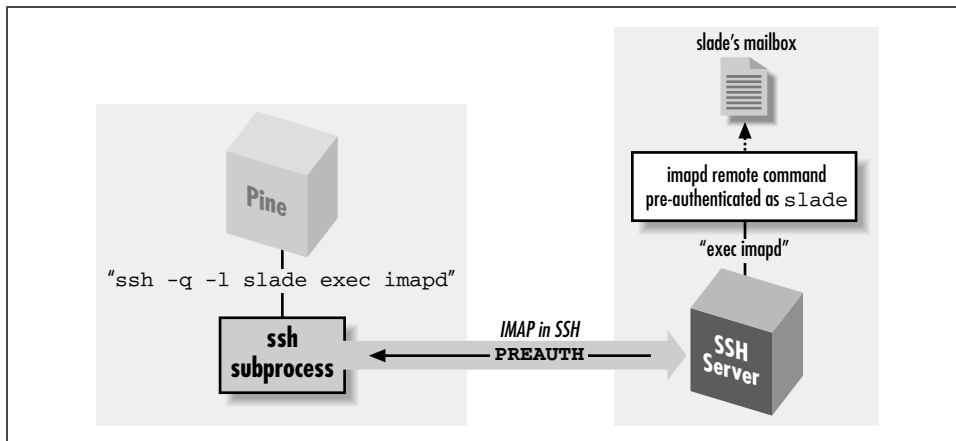 slade's mailbox
Pine
imapd remote command
pre-authenticated as slade
"exec imapd"
"ssh -q -l slade exec imapd"
ssh
subprocess
IMAP in SSH
PREAUTH
SSH
Server